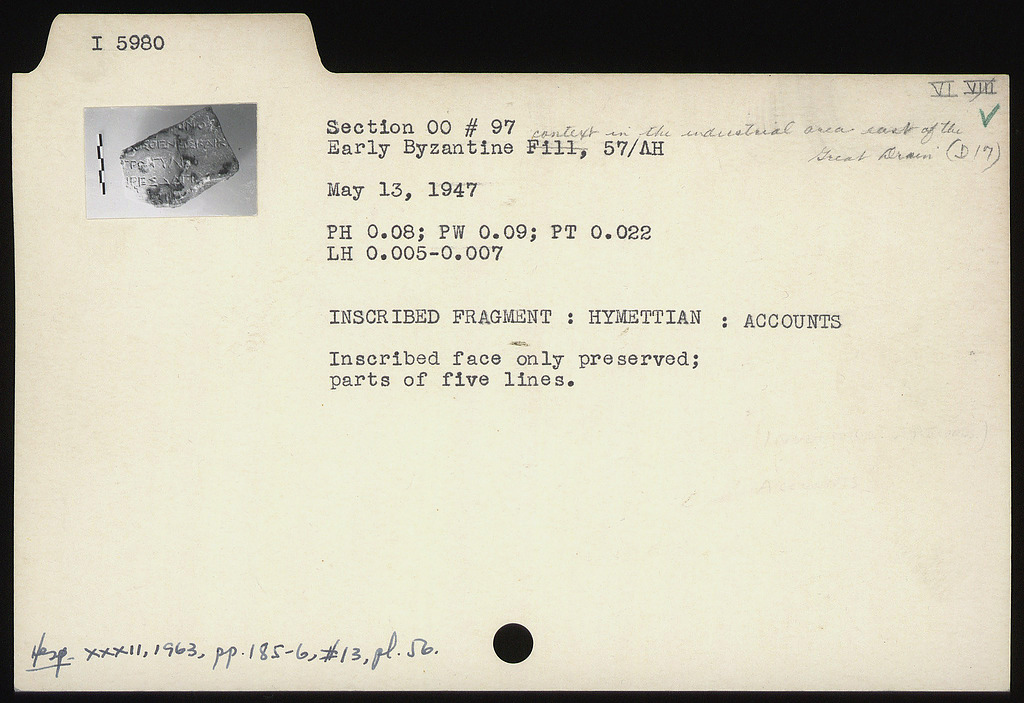 I 5980
VI VIII
Section OO # 97 context in the industrial area east of the
Early Byzantine Fill, 57/ΛΗ Great Drain (D 17)
May 13, 1947
PH 0.08; PW 0.09; PT 0.022
LH 0.005-0.007
INSCRIBED FRAGMENT : HYMETTIAN : ACCOUNTS
Inscribed face only preserved;
parts of five lines.
Hesp. XXXII, 1963, pp. 185-6, #13, pl. 56.